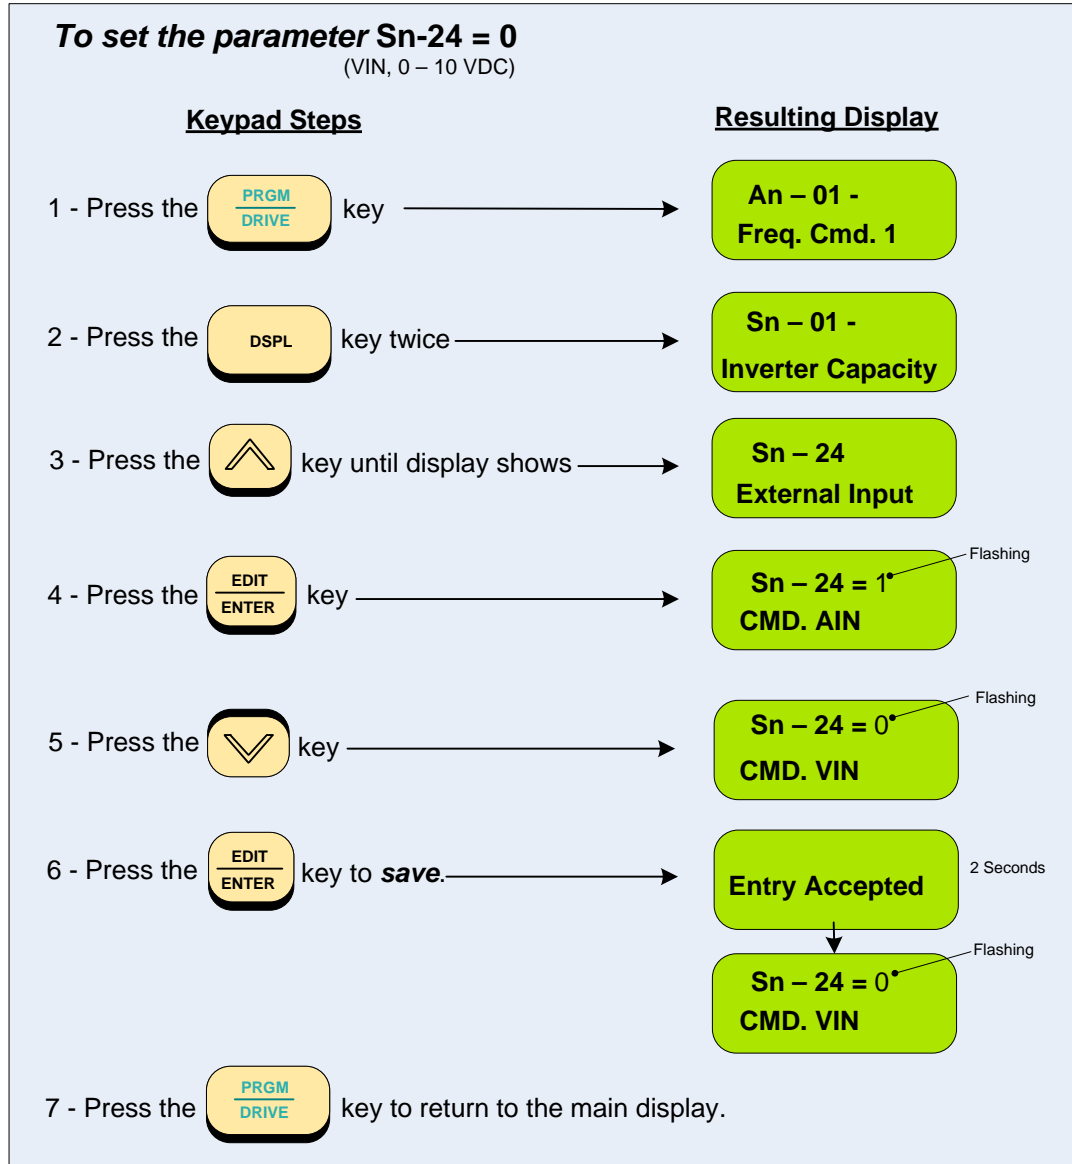 To set the parameter Sn-24 = 0
(VIN, 0 – 10 VDC)
Keypad Steps
Resulting Display
1 - Press the PRGM DRIVE key
An – 01 -
Freq. Cmd. 1
2 - Press the DSPL key twice
Sn – 01 -
Inverter Capacity
3 - Press the key until display shows
Sn – 24
External Input
4 - Press the EDIT ENTER key
Flashing
Sn – 24 = 1
CMD. AIN
5 - Press the key
Flashing
Sn – 24 = 0
CMD. VIN
6 - Press the EDIT ENTER key to save.
Entry Accepted
2 Seconds
Flashing
Sn – 24 = 0
CMD. VIN
7 - Press the PRGM DRIVE key to return to the main display.